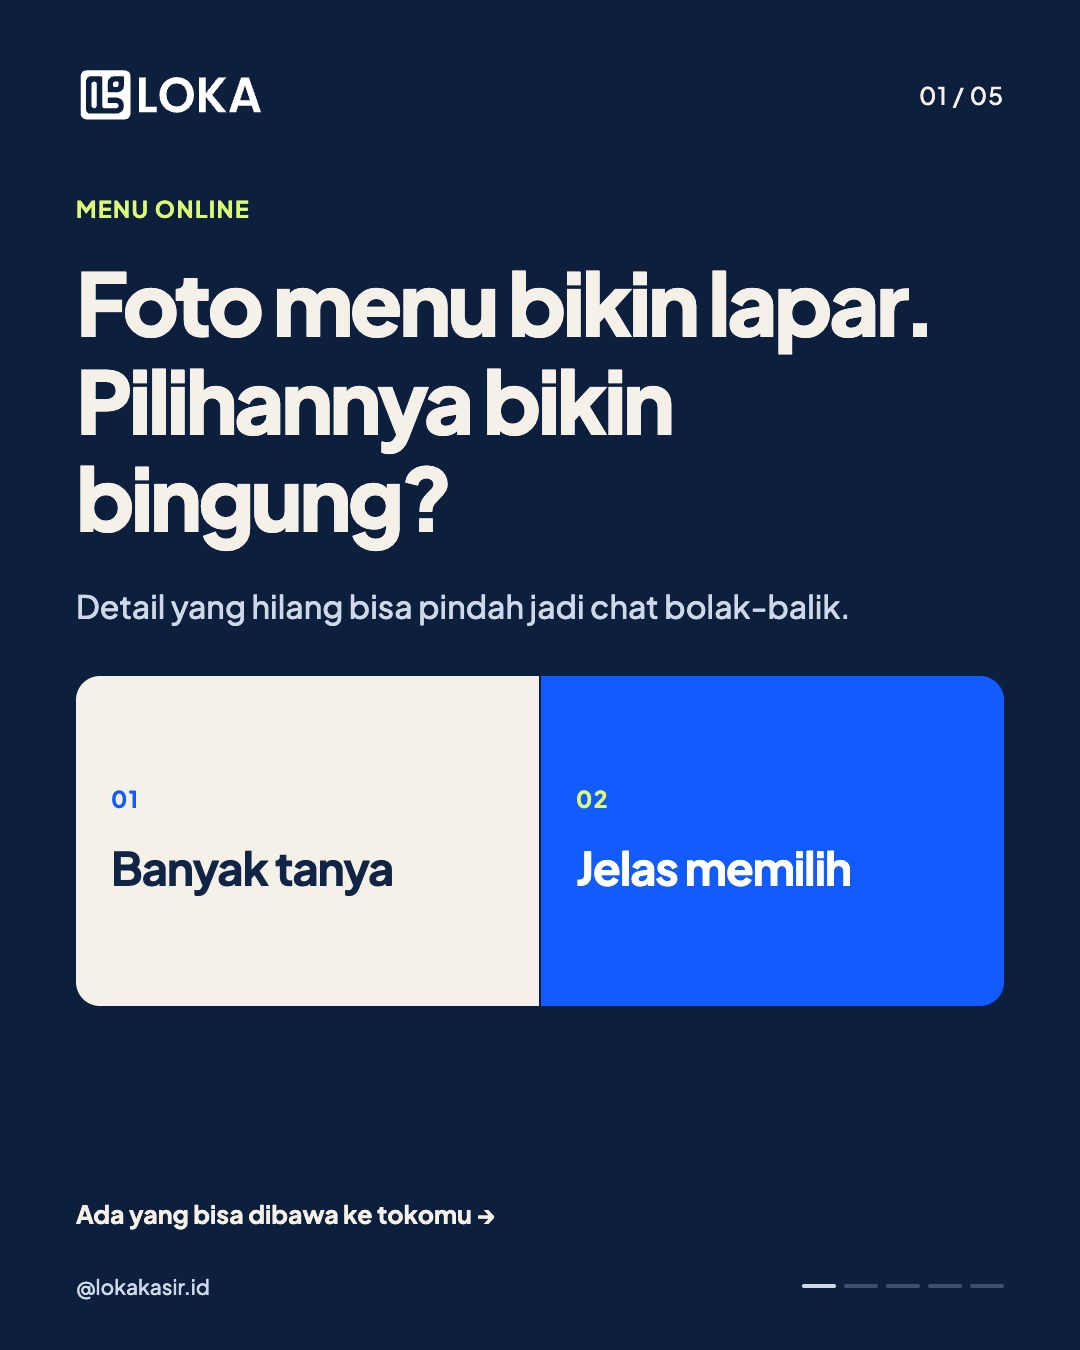 LOKA
01 / 05
MENU ONLINE
Foto menu bikin lapar.
Pilihannya bikin
bingung?
Detail yang hilang bisa pindah jadi chat bolak-balik.
01
Banyak tanya
02
Jelas memilih
Ada yang bisa dibawa ke tokomu →
@lokakasir.id